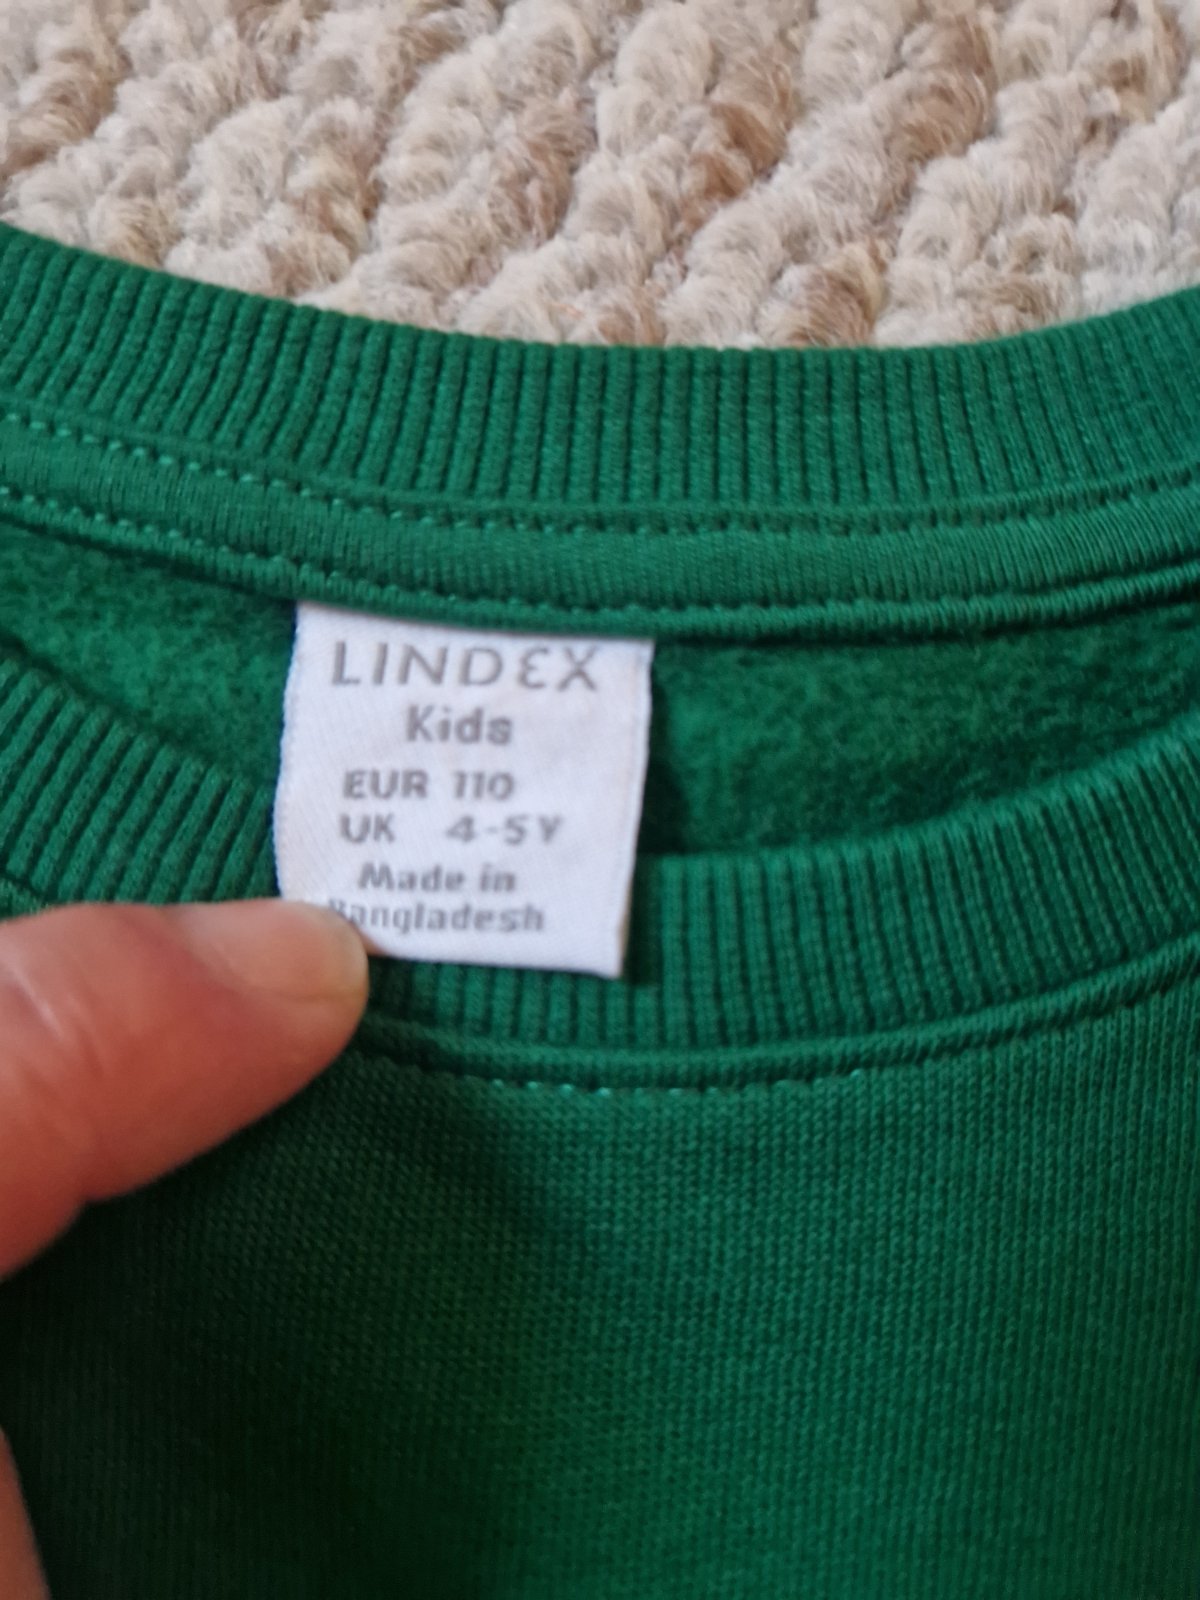 LINDEX
Kids
EUR 110
UK 4-5Y
Made in
Bangladesh